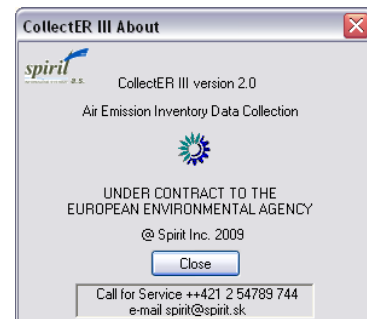 CollectER III About
spirit
a.s.
CollectER III version 2.0
Air Emission Inventory Data Collection
UNDER CONTRACT TO THE
EUROPEAN ENVIRONMENTAL AGENCY
@ Spirit Inc. 2009
Close
Call for Service ++421 2 54789 744
e-mail spirit@spirit.sk